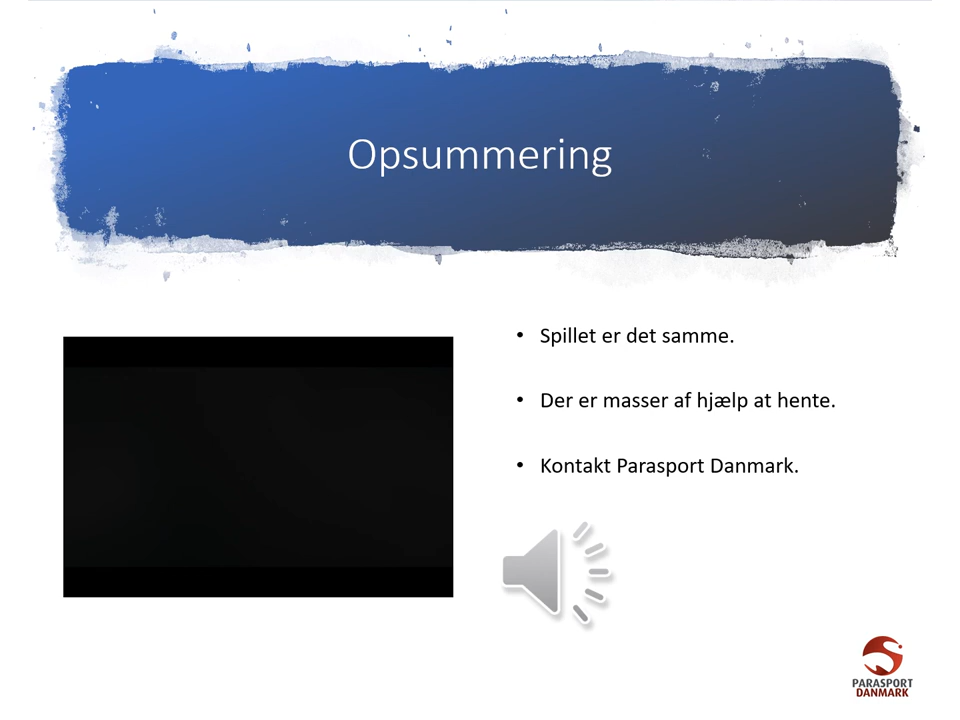 Opsummering
• Spillet er det samme.
• Der er masser af hjælp at hente.
• Kontakt Parasport Danmark.
PARASPORT
DANMARK